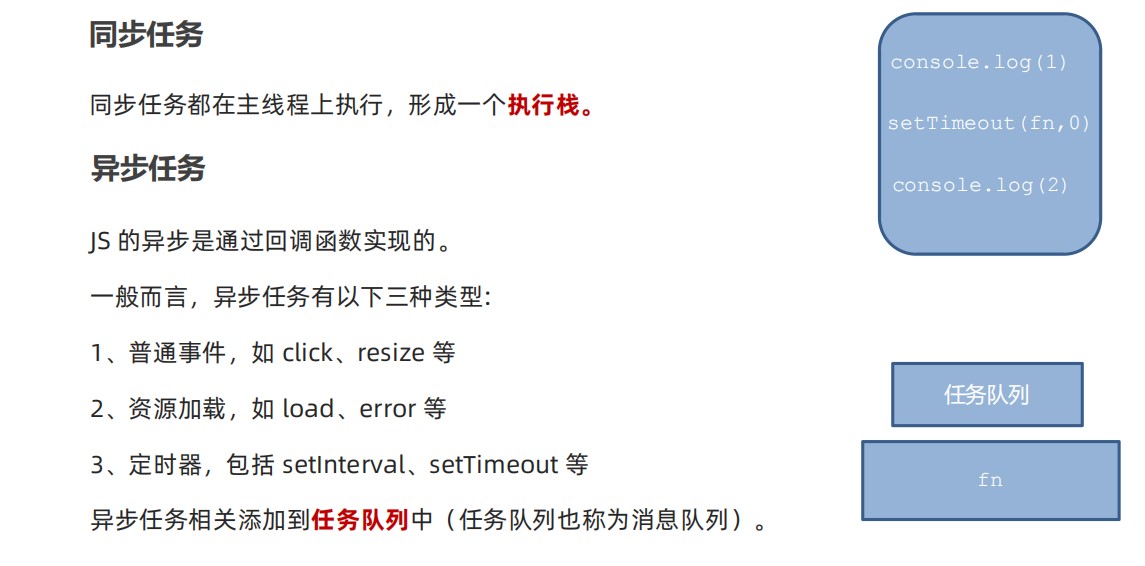 同步任务
同步任务都在主线程上执行，形成一个执行栈。
异步任务
JS 的异步是通过回调函数实现的。
一般而言，异步任务有以下三种类型:
1、普通事件，如 click、resize 等
2、资源加载，如 load、error 等
3、定时器，包括 setInterval、setTimeout 等
异步任务相关添加到任务队列中（任务队列也称为消息队列）。
console.log(1)
setTimeout(fn,0)
console.log(2)
任务队列
fn